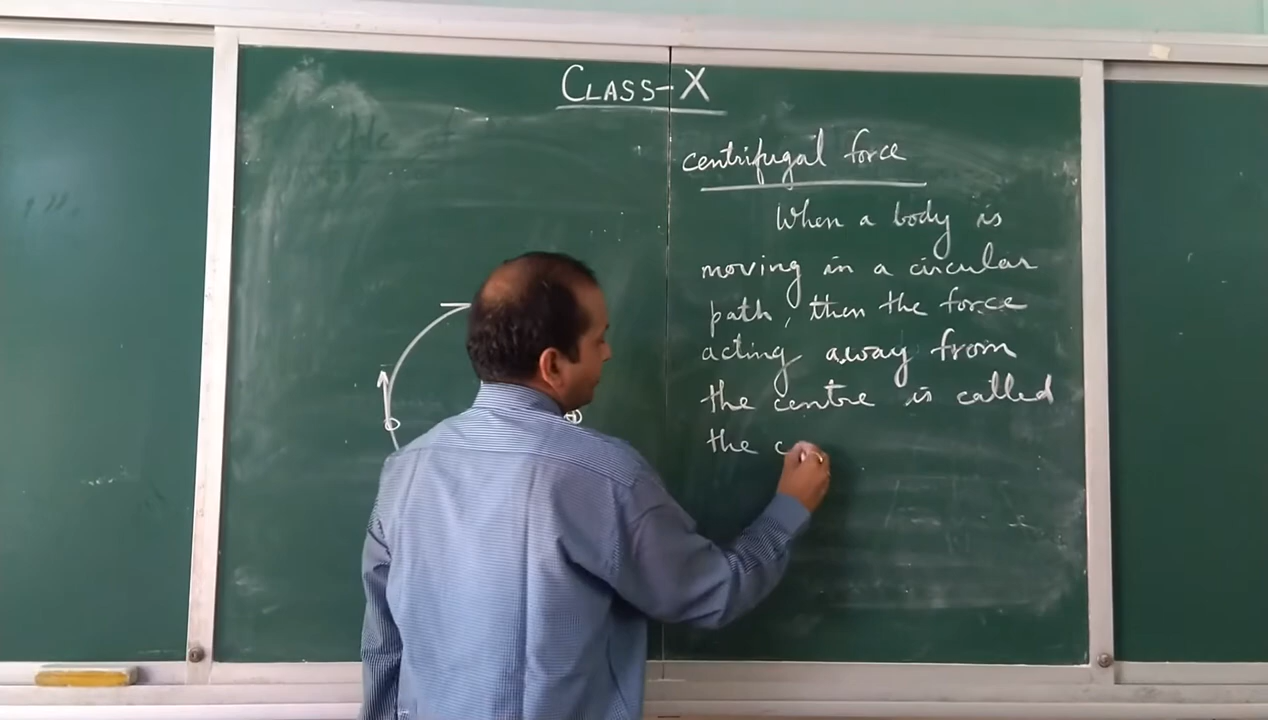 CLASS-X
centrifugal force
When a body is
moving in a circular
path, then the force
acting away from
the centre is called
the c